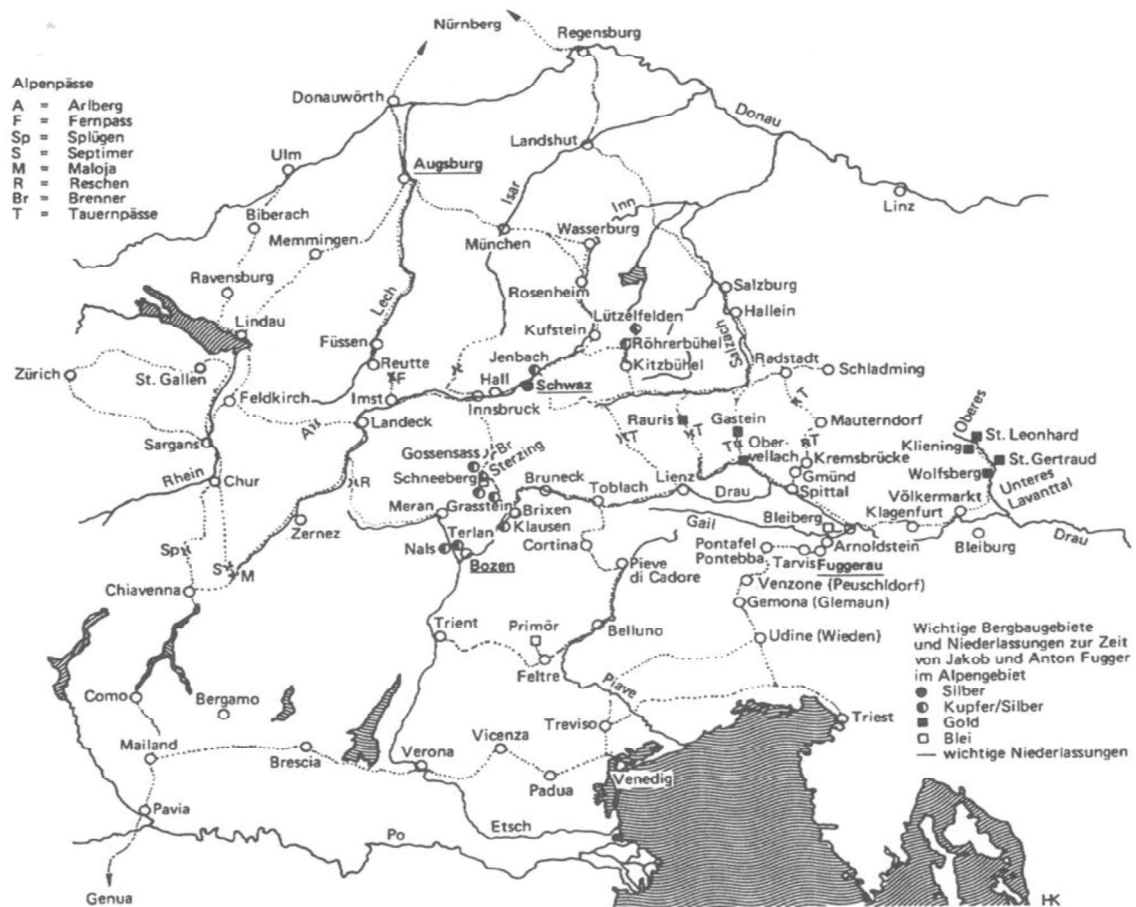 Nürnberg
Regensburg
Alpenpässe
A = Arlberg
F = Fernpass
Sp = Splügen
S = Septimer
M = Maloja
R = Reschen
Br = Brenner
T = Tauernpässe
Donauwörth
Donau
Landshut
Ulm
Augsburg
Isar
Linz
Biberach
Inn
Memmingen
München
Wasserburg
Ravensburg
Lech
Rosenheim
Salzburg
Lindau
Lützelfelden
Hallein
Füssen
Kufstein
Röhrerbühel
Salzach
Zürich
St. Gallen
Reutte
Jenbach
Kitzbühel
Radstadt
Schladming
F
Hall
Schwaz
Feldkirch
Imst
Innsbruck
T
A
Landeck
Rauris
Gastein
Mauterndorf
Oberes
Sargans
T
T
T
T
St. Leonhard
Gossensass
Br
Sterzing
Ober-
vellach
Kremsbrücke
Kliening
St. Gertraud
Rhein
Chur
R
Schneeberg
Bruneck
Lienz
Gmünd
Wolfsberg
Unteres
Lavanttal
Meran
Grasstein
Brixen
Toblach
Drau
Spittal
Völkermarkt
Zernez
Terlan
Klausen
Gail
Bleiberg
Klagenfurt
Drau
Sp
Nals
Cortina
Pontafel
Arnoldstein
Bleiburg
S
M
Bozen
Pieve
di Cadore
Pontebba
Tarvis
Fuggerau
Chiavenna
Venzone (Peuschldorf)
Gemona (Glemaun)
Trient
Primör
Belluno
Udine (Wieden)
Wichtige Bergbaugebiete
und Niederlassungen zur Zeit
von Jakob und Anton Fugger
im Alpengebiet
Silber
Kupfer/Silber
Gold
Blei
wichtige Niederlassungen
Feltre
Piave
Como
Bergamo
Treviso
Triest
Mailand
Vicenza
Brescia
Verona
Venedig
Padua
Pavia
Etsch
Po
Genua
HK